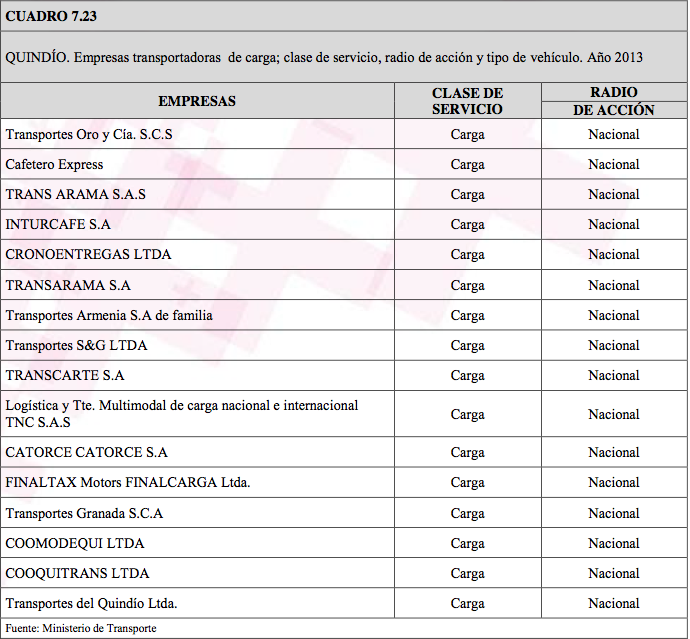 CUADRO 7.23
QUINDÍO. Empresas transportadoras de carga; clase de servicio, radio de acción y tipo de vehículo. Año 2013
EMPRESAS CLASE DE SERVICIO RADIO DE ACCIÓN
Transportes Oro y Cía. S.C.S Carga Nacional
Cafetero Express Carga Nacional
TRANS ARAMA S.A.S Carga Nacional
INTURCAFE S.A Carga Nacional
CRONOENTREGAS LTDA Carga Nacional
TRANSARAMA S.A Carga Nacional
Transportes Armenia S.A de familia Carga Nacional
Transportes S&G LTDA Carga Nacional
TRANSCARTE S.A Carga Nacional
Logística y Tte. Multimodal de carga nacional e internacional
TNC S.A.S Carga Nacional
CATORCE CATORCE S.A Carga Nacional
FINALTAX Motors FINALCARGA Ltda. Carga Nacional
Transportes Granada S.C.A Carga Nacional
COOMODEQUI LTDA Carga Nacional
COOQUITRANS LTDA Carga Nacional
Transportes del Quindío Ltda. Carga Nacional
Fuente: Ministerio de Transporte